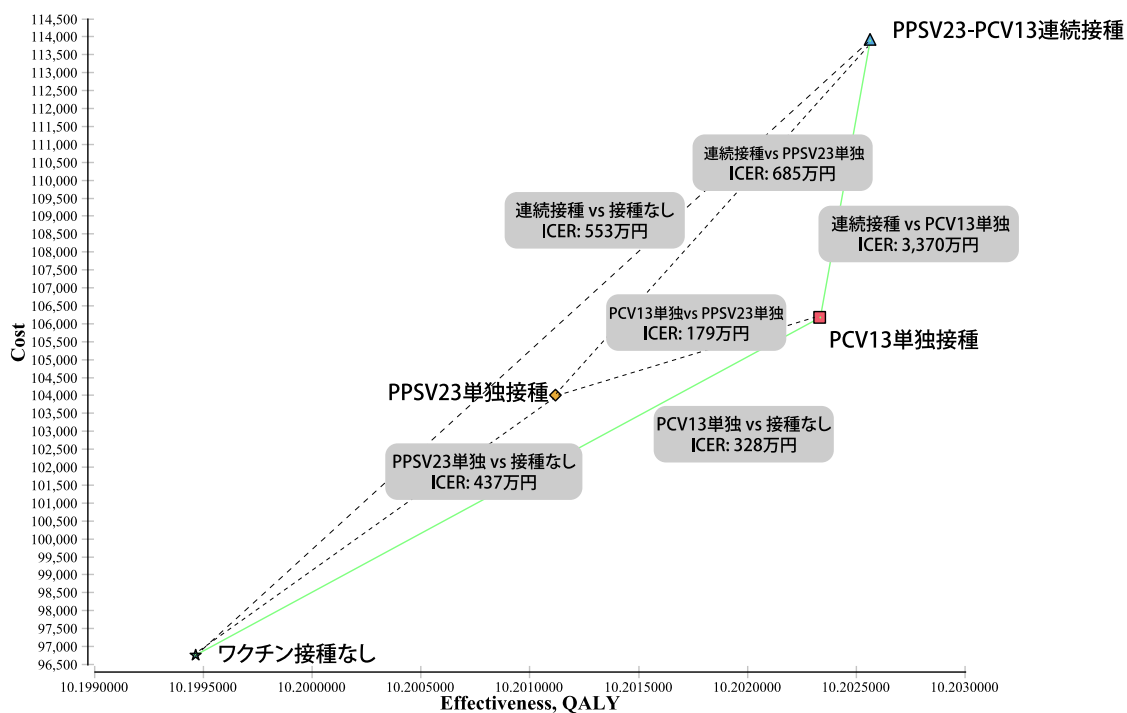 114,500
114,000
113,500
113,000
112,500
112,000
111,500
111,000
110,500
110,000
109,500
109,000
108,500
108,000
107,500
107,000
106,500
106,000
105,500
105,000
104,500
104,000
103,500
103,000
102,500
102,000
101,500
101,000
100,500
100,000
99,500
99,000
98,500
98,000
97,500
97,000
96,500
Cost
PPSV23-PCV13連続接種
連続接種vs PPSV23単独
ICER: 685万円
連続接種 vs 接種なし
ICER: 553万円
連続接種 vs PCV13単独
ICER: 3,370万円
PCV13単独vs PPSV23単独
ICER: 179万円
PCV13単独接種
PPSV23単独接種
PCV13単独 vs 接種なし
ICER: 328万円
PPSV23単独 vs 接種なし
ICER: 437万円
ワクチン接種なし
10.1990000 10.1995000 10.2000000 10.2005000 10.2010000 10.2015000 10.2020000 10.2025000 10.2030000
Effectiveness, QALY